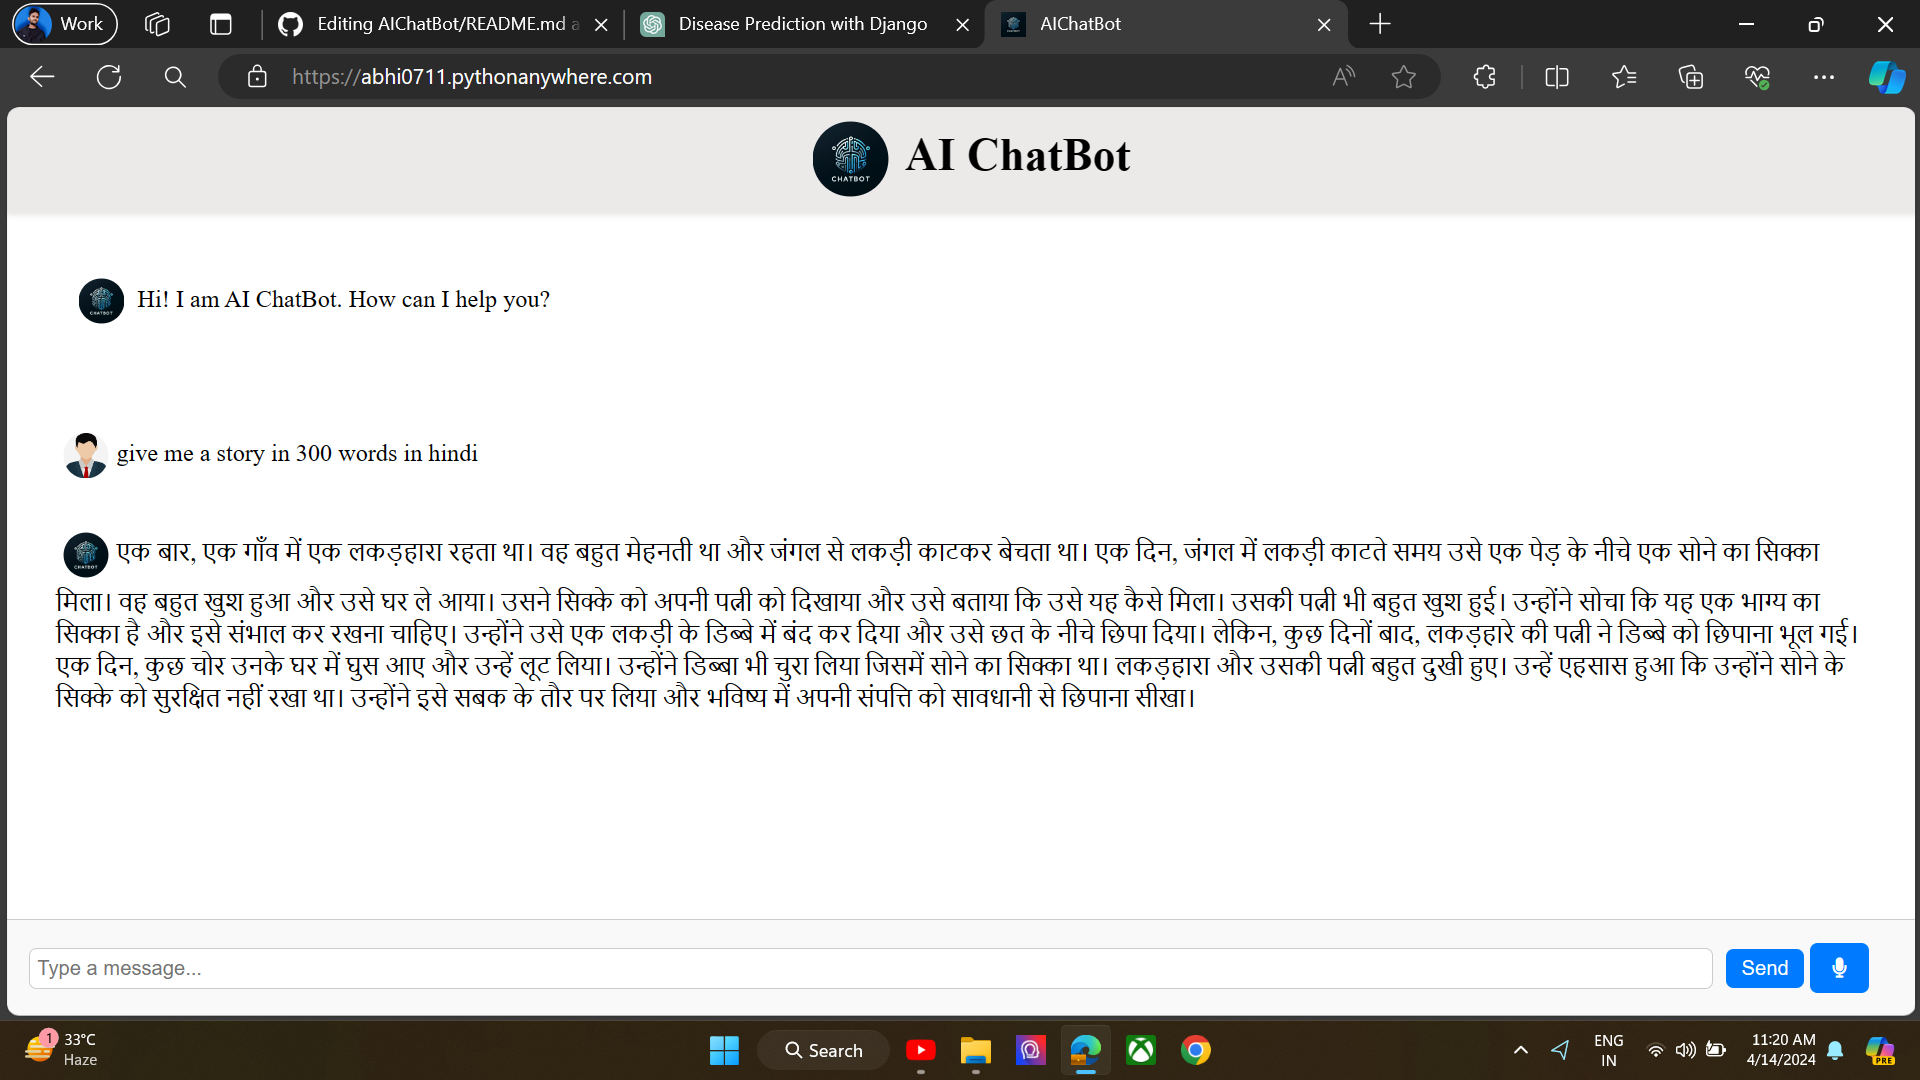 Work
Editing AIChatBot/README.md a
Disease Prediction with Django
AIChatBot
https://abhi0711.pythonanywhere.com
CHATBOT
AI ChatBot
CHATBOT
Hi! I am AI ChatBot. How can I help you?
give me a story in 300 words in hindi
CHATBOT
एक बार, एक गाँव में एक लकड़हारा रहता था। वह बहुत मेहनती था और जंगल से लकड़ी काटकर बेचता था। एक दिन, जंगल में लकड़ी काटते समय उसे एक पेड़ के नीचे एक सोने का सिक्का
मिला। वह बहुत खुश हुआ और उसे घर ले आया। उसने सिक्के को अपनी पत्नी को दिखाया और उसे बताया कि उसे यह कैसे मिला। उसकी पत्नी भी बहुत खुश हुई। उन्होंने सोचा कि यह एक भाग्य का
सिक्का है और इसे संभाल कर रखना चाहिए। उन्होंने उसे एक लकड़ी के डिब्बे में बंद कर दिया और उसे छत के नीचे छिपा दिया। लेकिन, कुछ दिनों बाद, लकड़हारे की पत्नी ने डिब्बे को छिपाना भूल गई।
एक दिन, कुछ चोर उनके घर में घुस आए और उन्हें लूट लिया। उन्होंने डिब्बा भी चुरा लिया जिसमें सोने का सिक्का था। लकड़हारा और उसकी पत्नी बहुत दुखी हुए। उन्हें एहसास हुआ कि उन्होंने सोने के
सिक्के को सुरक्षित नहीं रखा था। उन्होंने इसे सबक के तौर पर लिया और भविष्य में अपनी संपत्ति को सावधानी से छिपाना सीखा।
Type a message...
Send
1
33°C
Haze
Search
ENG
IN
11:20 AM
4/14/2024
PRE